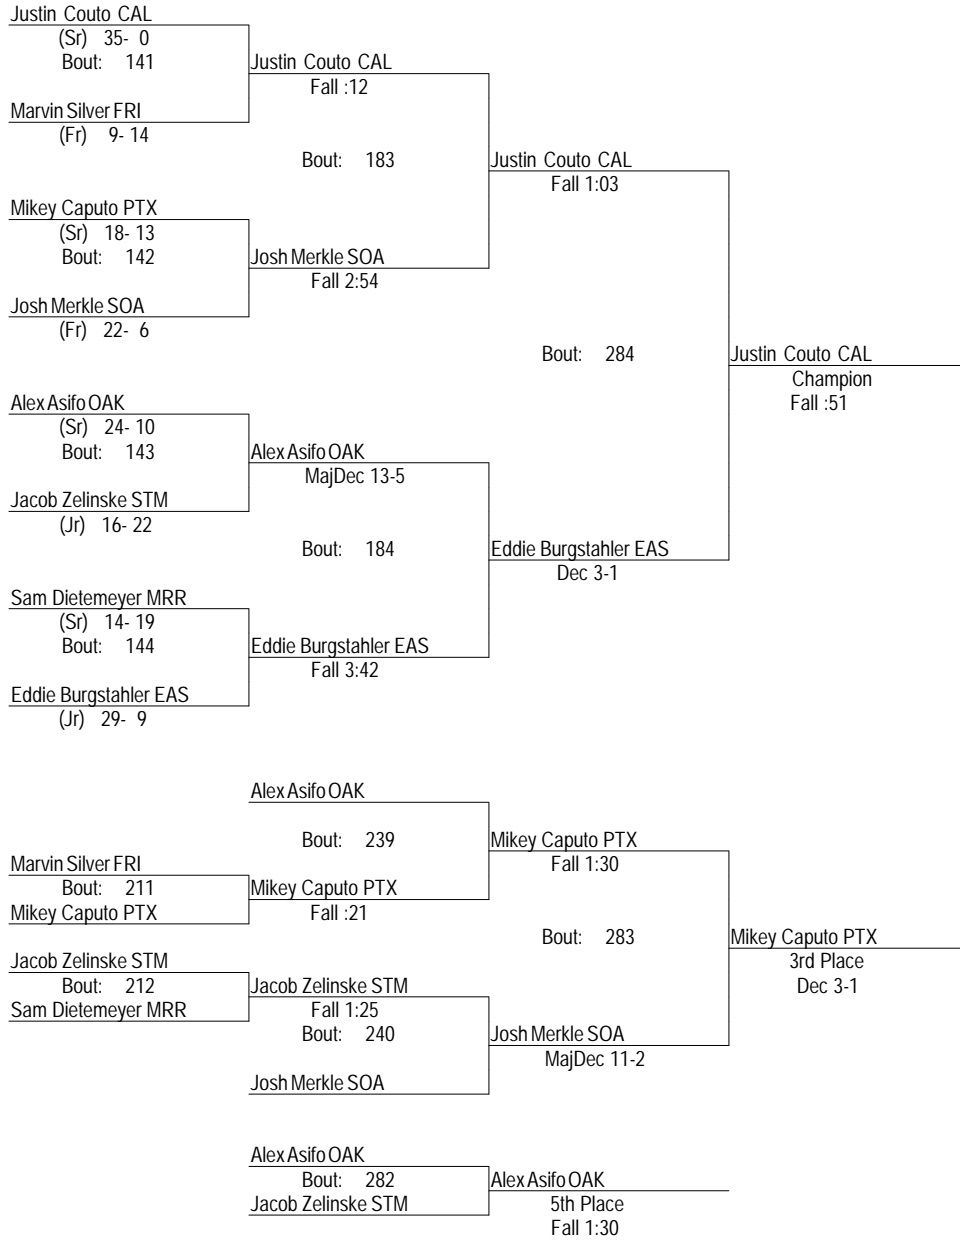 Justin Couto CAL
(Sr) 35- 0
Bout: 141
Justin Couto CAL
Fall :12
Marvin Silver FRI
(Fr) 9- 14
Bout: 183
Justin Couto CAL
Fall 1:03
Mikey Caputo PTX
(Sr) 18- 13
Bout: 142
Josh Merkle SOA
Fall 2:54
Josh Merkle SOA
(Fr) 22- 6
Bout: 284
Justin Couto CAL
Champion
Fall :51
Alex Asifo OAK
(Sr) 24- 10
Bout: 143
Alex Asifo OAK
MajDec 13-5
Jacob Zelinske STM
(Jr) 16- 22
Bout: 184
Eddie Burgstahler EAS
Dec 3-1
Sam Dietemeyer MRR
(Sr) 14- 19
Bout: 144
Eddie Burgstahler EAS
Fall 3:42
Eddie Burgstahler EAS
(Jr) 29- 9
Alex Asifo OAK
Bout: 239
Mikey Caputo PTX
Fall 1:30
Marvin Silver FRI
Bout: 211
Mikey Caputo PTX
Mikey Caputo PTX
Fall :21
Bout: 283
Mikey Caputo PTX
3rd Place
Dec 3-1
Jacob Zelinske STM
Bout: 212
Sam Dietemeyer MRR
Jacob Zelinske STM
Fall 1:25
Bout: 240
Josh Merkle SOA
MajDec 11-2
Josh Merkle SOA
Alex Asifo OAK
Bout: 282
Jacob Zelinske STM
Alex Asifo OAK
5th Place
Fall 1:30